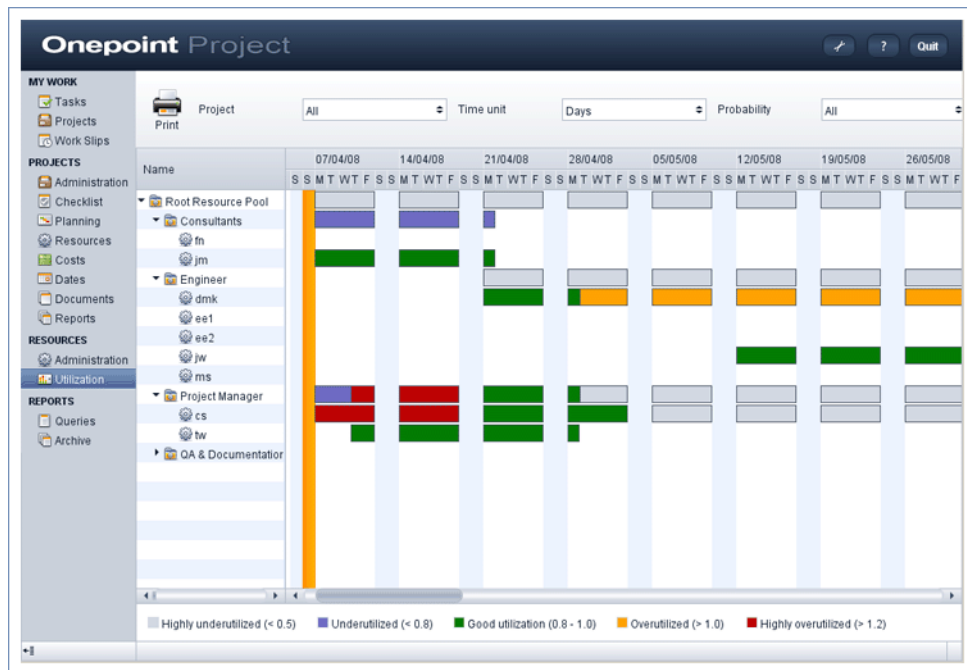 Onepoint Project
? Quit
MY WORK
Tasks
Projects
Work Slips
PROJECTS
Administration
Checklist
Planning
Resources
Costs
Dates
Documents
Reports
RESOURCES
Administration
Utilization
REPORTS
Queries
Archive
Print
Project All Time unit Days Probability All
Name
07/04/08 14/04/08 21/04/08 28/04/08 05/05/08 12/05/08 19/05/08 26/05/08
S S M T W T F S S M T W T F S S M T W T F S S M T W T F S S M T W T F S S M T W T F S S M T W T F S S M T W T F
Root Resource Pool
Consultants
fn
jm
Engineer
dmk
ee1
ee2
jw
ms
Project Manager
cs
tw
QA & Documentation
Highly underutilized (< 0.5) Underutilized (< 0.8) Good utilization (0.8 - 1.0) Overutilized (> 1.0) Highly overutilized (> 1.2)